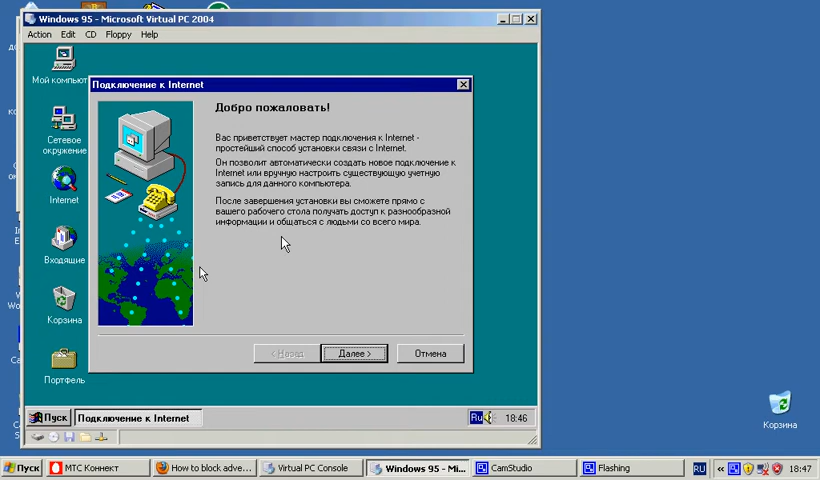 Windows 95 - Microsoft Virtual PC 2004
Action Edit CD Floppy Help
Мой компьют
Сетевое
окружение
Internet
Входящие
Корзина
Портфель
Подключение к Internet
Добро пожаловать!
Вас приветствует мастер подключения к Internet -
простейший способ установки связи с Internet.
Он позволит автоматически создать новое подключение к
Internet или вручную настроить существующую учетную
запись для данного компьютера.
После завершения установки вы сможете прямо с
вашего рабочего стола получать доступ к разнообразной
информации и общаться с людьми со всего мира.
< Назад
Далее >
Отмена
Пуск
Подключение к Internet
Ru
18:46
Корзина
Пуск
МТС Коннект
How to block adve...
Virtual PC Console
Windows 95 - Mi...
CamStudio
Flashing
RU
«
18:47